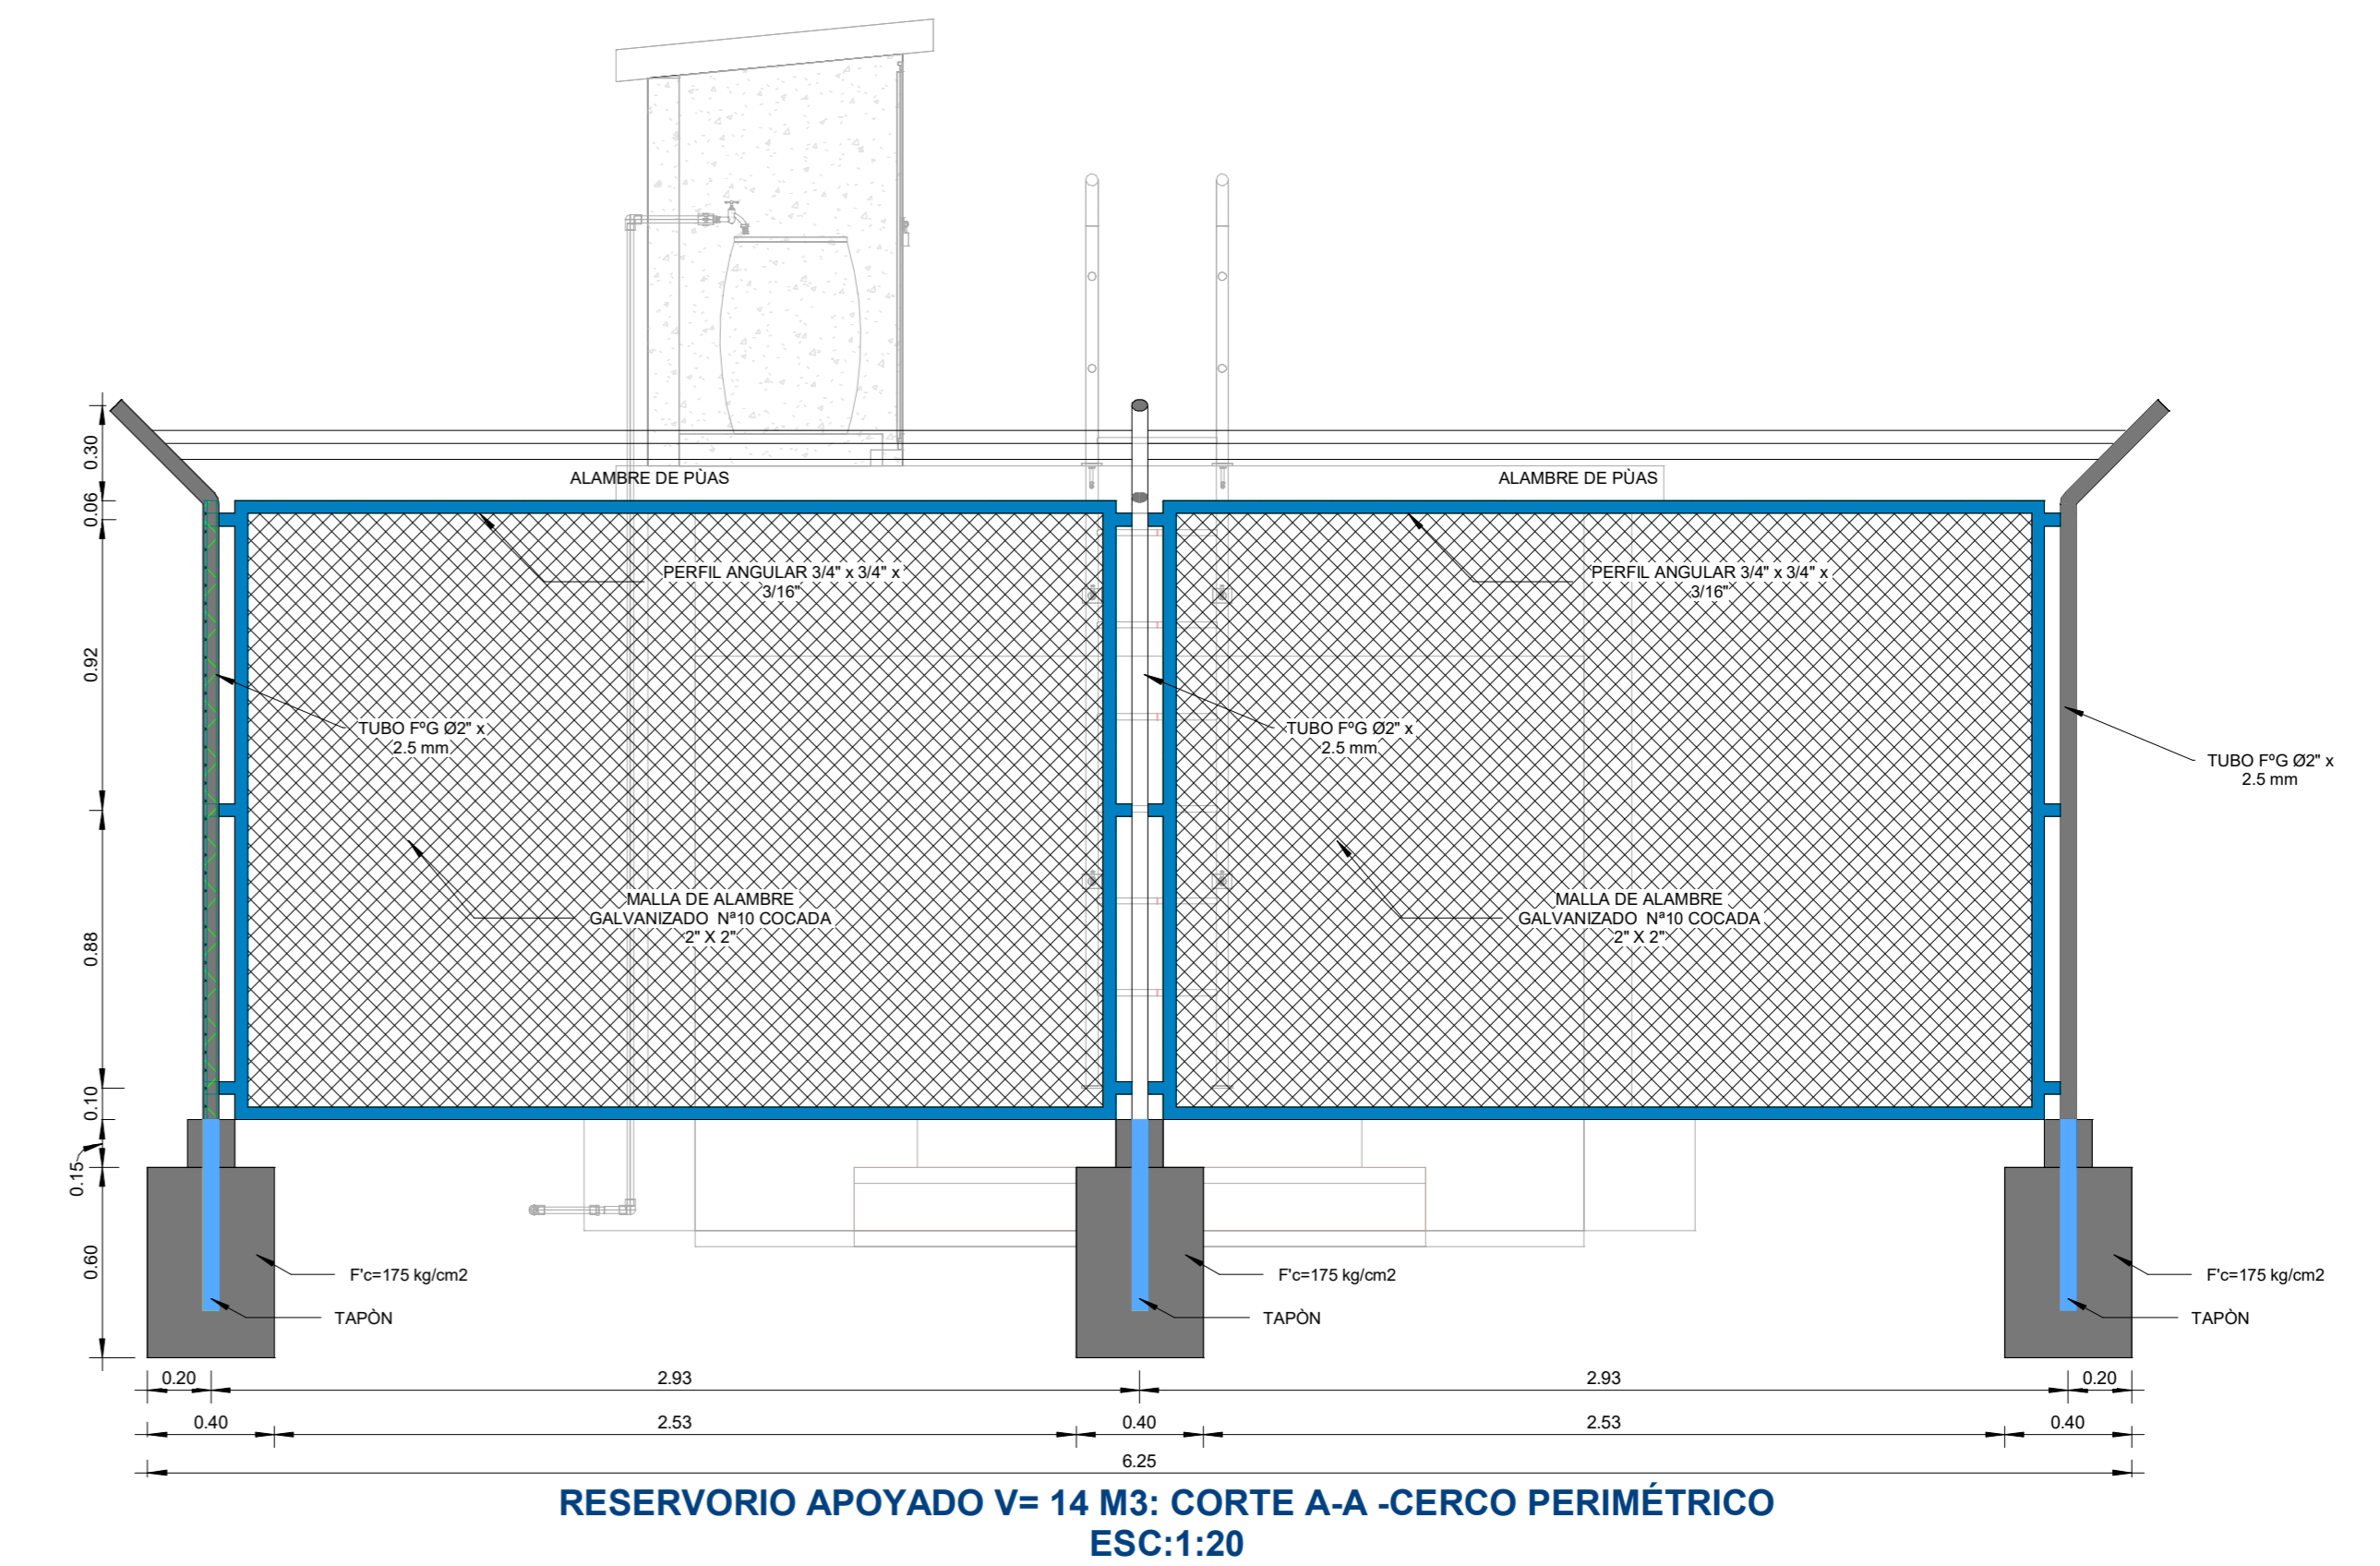 ALAMBRE DE PÙAS
ALAMBRE DE PÙAS
PERFIL ANGULAR 3/4" x 3/4" x
3/16"
PERFIL ANGULAR 3/4" x 3/4" x
3/16"
TUBO FºG Ø2" x
2.5 mm
TUBO FºG Ø2" x
2.5 mm
TUBO FºG Ø2" x
2.5 mm
MALLA DE ALAMBRE
GALVANIZADO Nª10 COCADA
2" X 2"
MALLA DE ALAMBRE
GALVANIZADO Nª10 COCADA
2" X 2"
0.30
0.06
0.92
0.88
0.10
0.15
0.60
F'c=175 kg/cm2
TAPÒN
F'c=175 kg/cm2
TAPÒN
F'c=175 kg/cm2
TAPÒN
0.20 2.93 2.93 0.20
0.40 2.53 0.40 2.53 0.40
6.25
RESERVORIO APOYADO V= 14 M3: CORTE A-A -CERCO PERIMÉTRICO
ESC:1:20